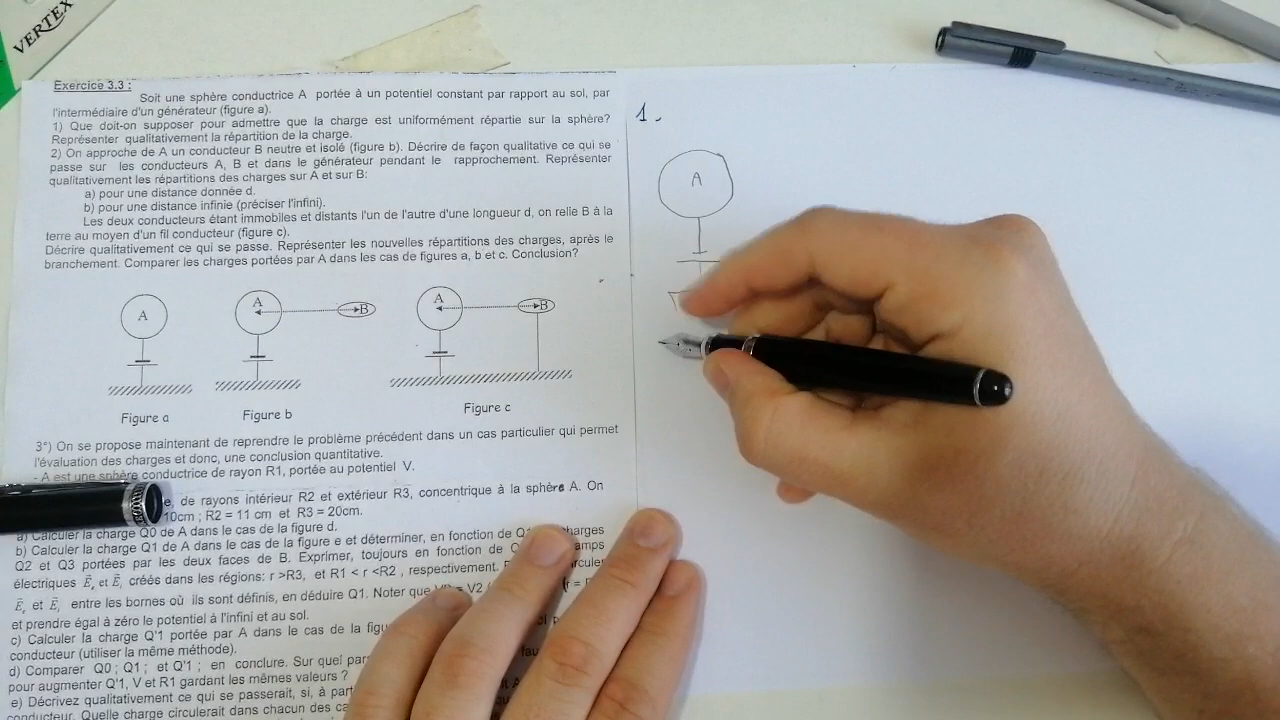 VERTEX
Exercice 3.3 :
Soit une sphère conductrice A portée à un potentiel constant par rapport au sol, par
l'intermédiaire d'un générateur (figure a).
1) Que doit-on supposer pour admettre que la charge est uniformément répartie sur la sphère?
Représenter qualitativement la répartition de la charge.
2) On approche de A un conducteur B neutre et isolé (figure b). Décrire de façon qualitative ce qui se
passe sur les conducteurs A, B et dans le générateur pendant le rapprochement. Représenter
qualitativement les répartitions des charges sur A et sur B:
a) pour une distance donnée d.
b) pour une distance infinie (préciser l'infini).
Les deux conducteurs étant immobiles et distants l'un de l'autre d'une longueur d, on relie B à la
terre au moyen d'un fil conducteur (figure c).
Décrire qualitativement ce qui se passe. Représenter les nouvelles répartitions des charges, après le
branchement. Comparer les charges portées par A dans les cas de figures a, b et c. Conclusion?
A
A B
A B
Figure a
Figure b
Figure c
3°) On se propose maintenant de reprendre le problème précédent dans un cas particulier qui permet
l'évaluation des charges et donc, une conclusion quantitative.
- A est une sphère conductrice de rayon R1, portée au potentiel V.
de rayons intérieur R2 et extérieur R3, concentrique à la sphère A. On
10cm ; R2 = 11 cm et R3 = 20cm.
a) Calculer la charge Q0 de A dans le cas de la figure d.
b) Calculer la charge Q1 de A dans le cas de la figure e et déterminer, en fonction de Q1
Q2 et Q3 portées par les deux faces de B. Exprimer, toujours en fonction de
électriques E⃗e et E⃗i créés dans les régions: r >R3, et R1 < r <R2 , respectivement.
E⃗e et E⃗i entre les bornes où ils sont définis, en déduire Q1. Noter que
et prendre égal à zéro le potentiel à l'infini et au sol.
c) Calculer la charge Q'1 portée par A dans le cas de la
conducteur (utiliser la même méthode).
d) Comparer Q0 ; Q1 ; et Q'1 ; en conclure. Sur quel
pour augmenter Q'1, V et R1 gardant les mêmes valeurs ?
e) Décrivez qualitativement ce qui se passerait, si, à
conducteur. Quelle charge circulerait dans chacun des
1.
A